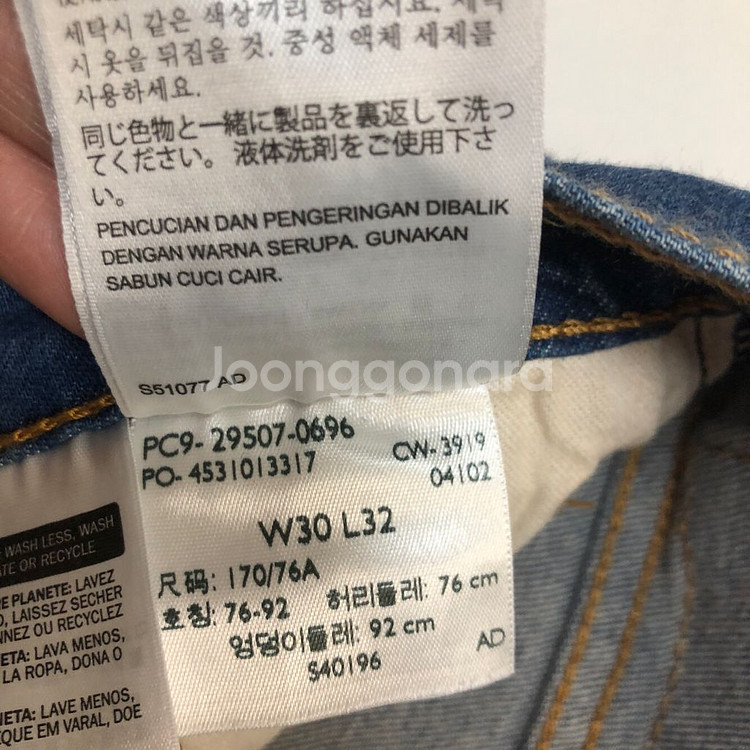 세탁시 같은 색상끼리 하십시요. 세탁
시 옷을 뒤집을 것. 중성 액체 세제를
사용하세요.
同じ色物と一緒に製品を裏返して洗っ
てください。液体洗剤をご使用下さ
い。
PENCUCIAN DAN PENGERINGAN DIBALIK
DENGAN WARNA SERUPA. GUNAKAN
SABUN CUCI CAIR.
Joonggonara
S51077 AD
PC9- 29507-0696
CW-3919
PO- 4531013317
04102
W30 L32
尺码: 170/76A
호칭: 76-92
허리둘레: 76 cm
엉덩이둘레: 92 cm
S40196
AD
WASH LESS, WASH
ATE OR RECYCLE
E PLANETE: LAVEZ
, LAISSEZ SECHER
NNEZ OU RECYCLEZ
ETA: LAVA MENOS,
LA ROPA, DONA O
NETA: LAVE MENOS,
EQUE EM VARAL, DOE